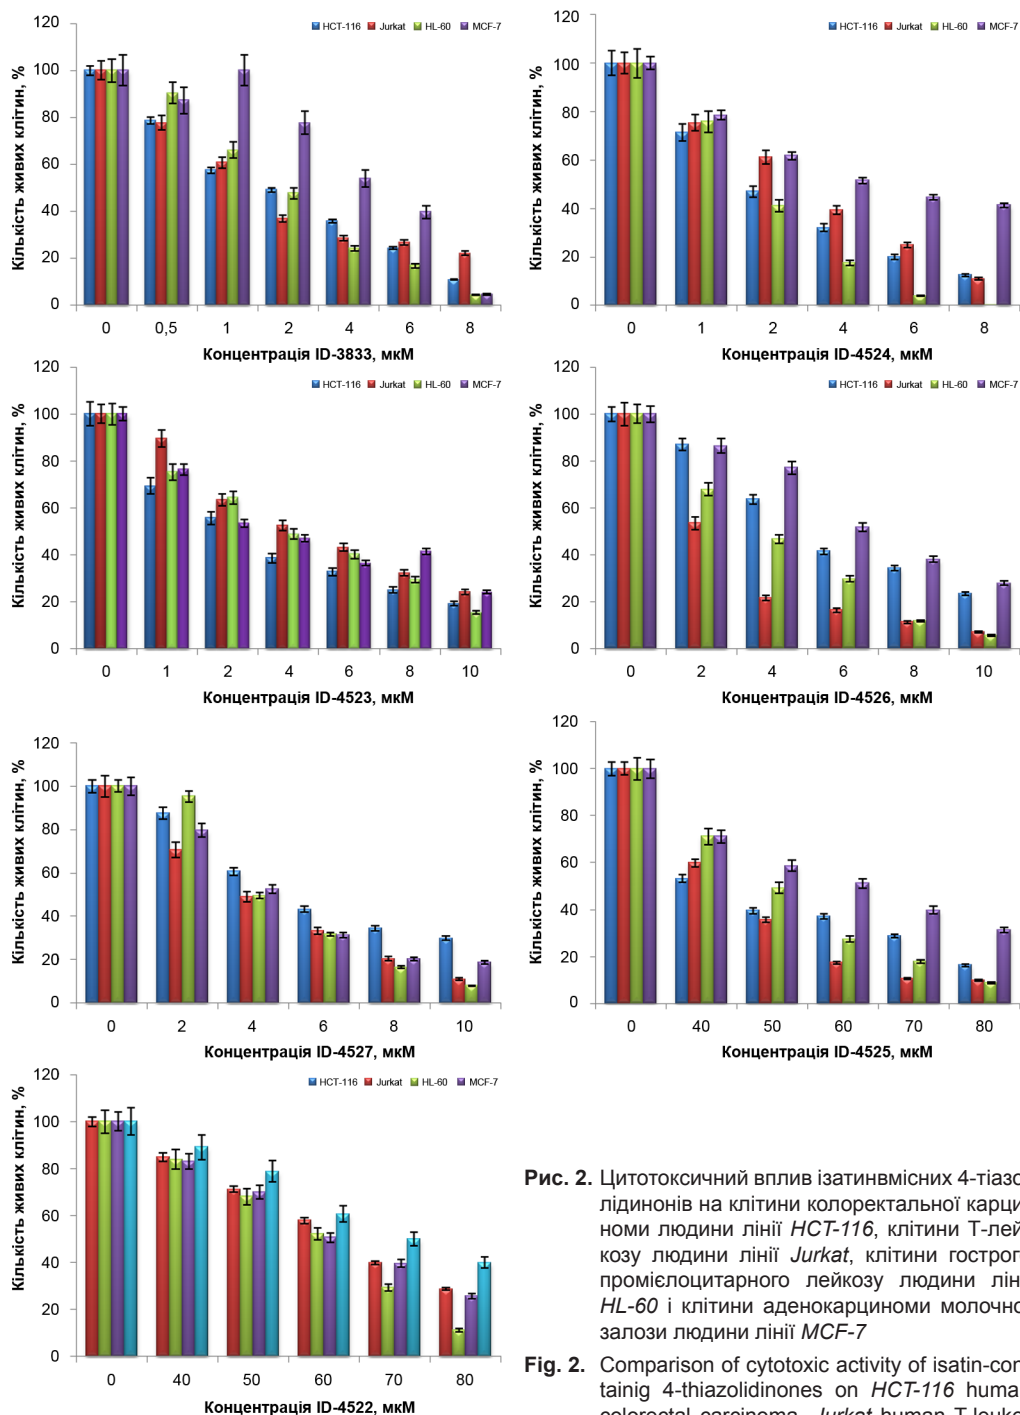 120
HCT-116 Jurkat HL-60 MCF-7
100
80
60
40
20
0
Кількість живих клітин, %
0 0,5 1 2 4 6 8
Концентрація ID-3833, мкМ
120
HCT-116 Jurkat HL-60 MCF-7
100
80
60
40
20
0
Кількість живих клітин, %
0 1 2 4 6 8
Концентрація ID-4524, мкМ
120
HCT-116 Jurkat HL-60 MCF-7
100
80
60
40
20
0
Кількість живих клітин, %
0 1 2 4 6 8 10
Концентрація ID-4523, мкМ
120
HCT-116 Jurkat HL-60 MCF-7
100
80
60
40
20
0
Кількість живих клітин, %
0 2 4 6 8 10
Концентрація ID-4526, мкМ
120
100
80
60
40
20
0
Кількість живих клітин, %
0 2 4 6 8 10
Концентрація ID-4527, мкМ
120
100
80
60
40
20
0
Кількість живих клітин, %
0 40 50 60 70 80
Концентрація ID-4525, мкМ
120
HCT-116 Jurkat HL-60 MCF-7
100
80
60
40
20
0
Кількість живих клітин, %
0 40 50 60 70 80
Концентрація ID-4522, мкМ
Рис. 2. Цитотоксичний вплив ізатинвмісних 4-тіазо
лідинонів на клітини колоректальної карци
номи людини лінії HCT-116, клітини Т-лей
козу людини лінії Jurkat, клітини гострог
промієлоцитарного лейкозу людини лін
HL-60 і клітини аденокарциноми молочно
залози людини лінії MCF-7
Fig. 2. Comparison of cytotoxic activity of isatin-con
tainig 4-thiazolidinones on HCT-116 huma
colorectal carcinoma, Jurkat human T-leuke